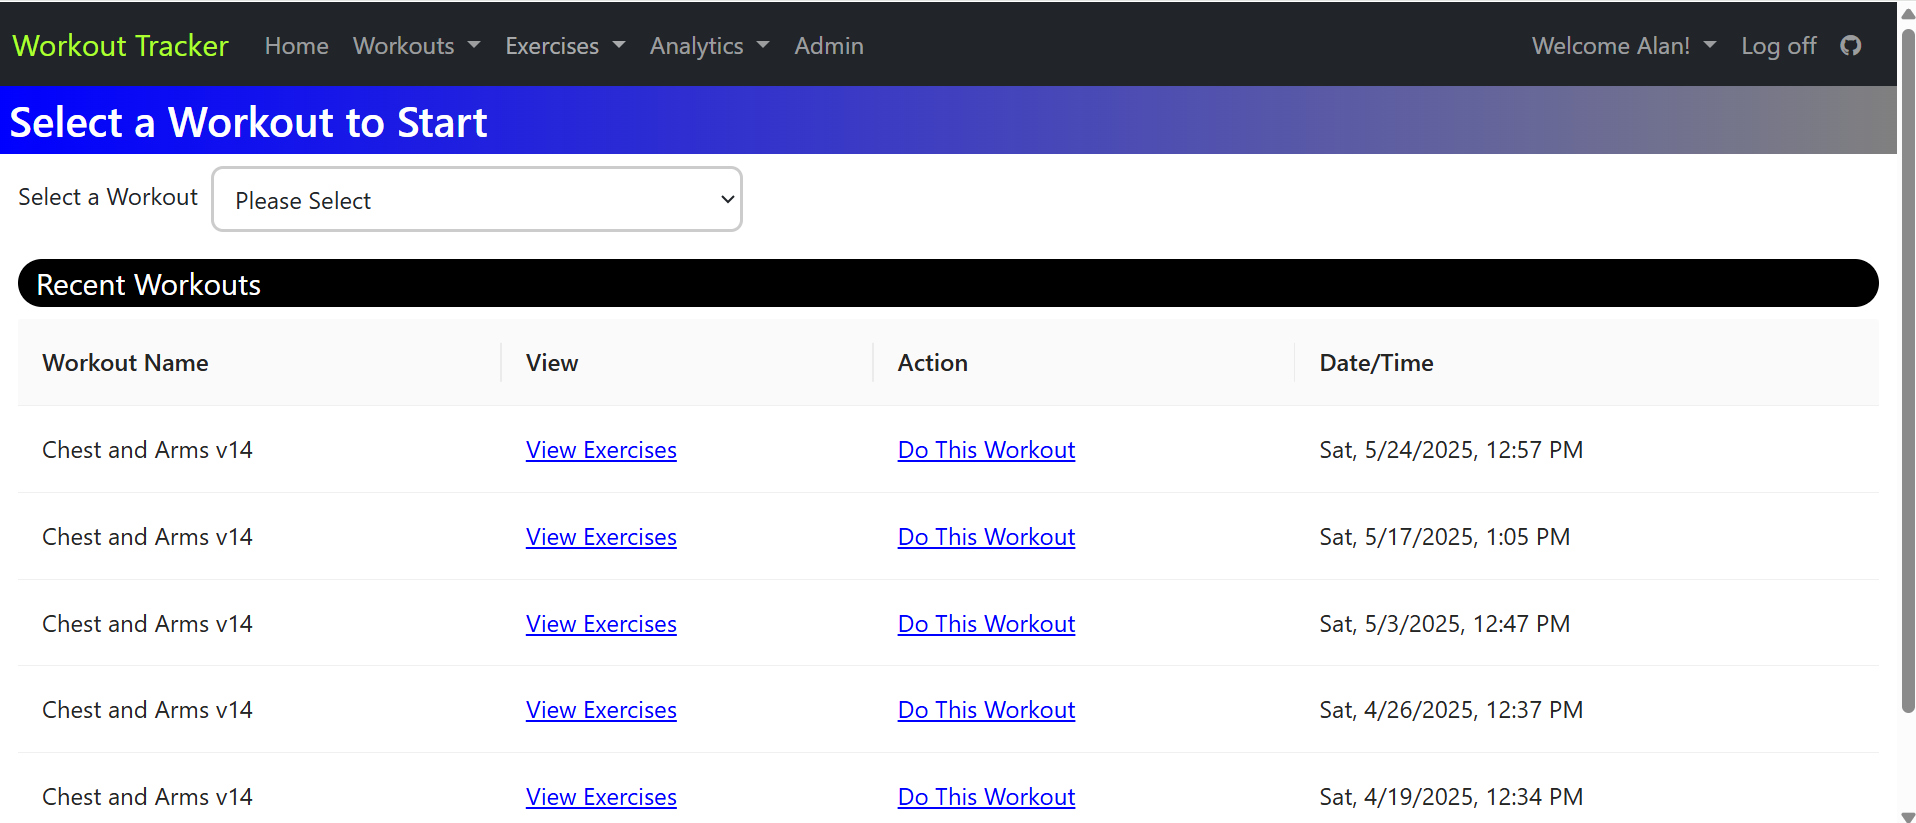 Workout Tracker Home Workouts Exercises Analytics Admin Welcome Alan! Log off
Select a Workout to Start
Select a Workout Please Select
Recent Workouts
Workout Name View Action Date/Time
Chest and Arms v14 View Exercises Do This Workout Sat, 5/24/2025, 12:57 PM
Chest and Arms v14 View Exercises Do This Workout Sat, 5/17/2025, 1:05 PM
Chest and Arms v14 View Exercises Do This Workout Sat, 5/3/2025, 12:47 PM
Chest and Arms v14 View Exercises Do This Workout Sat, 4/26/2025, 12:37 PM
Chest and Arms v14 View Exercises Do This Workout Sat, 4/19/2025, 12:34 PM